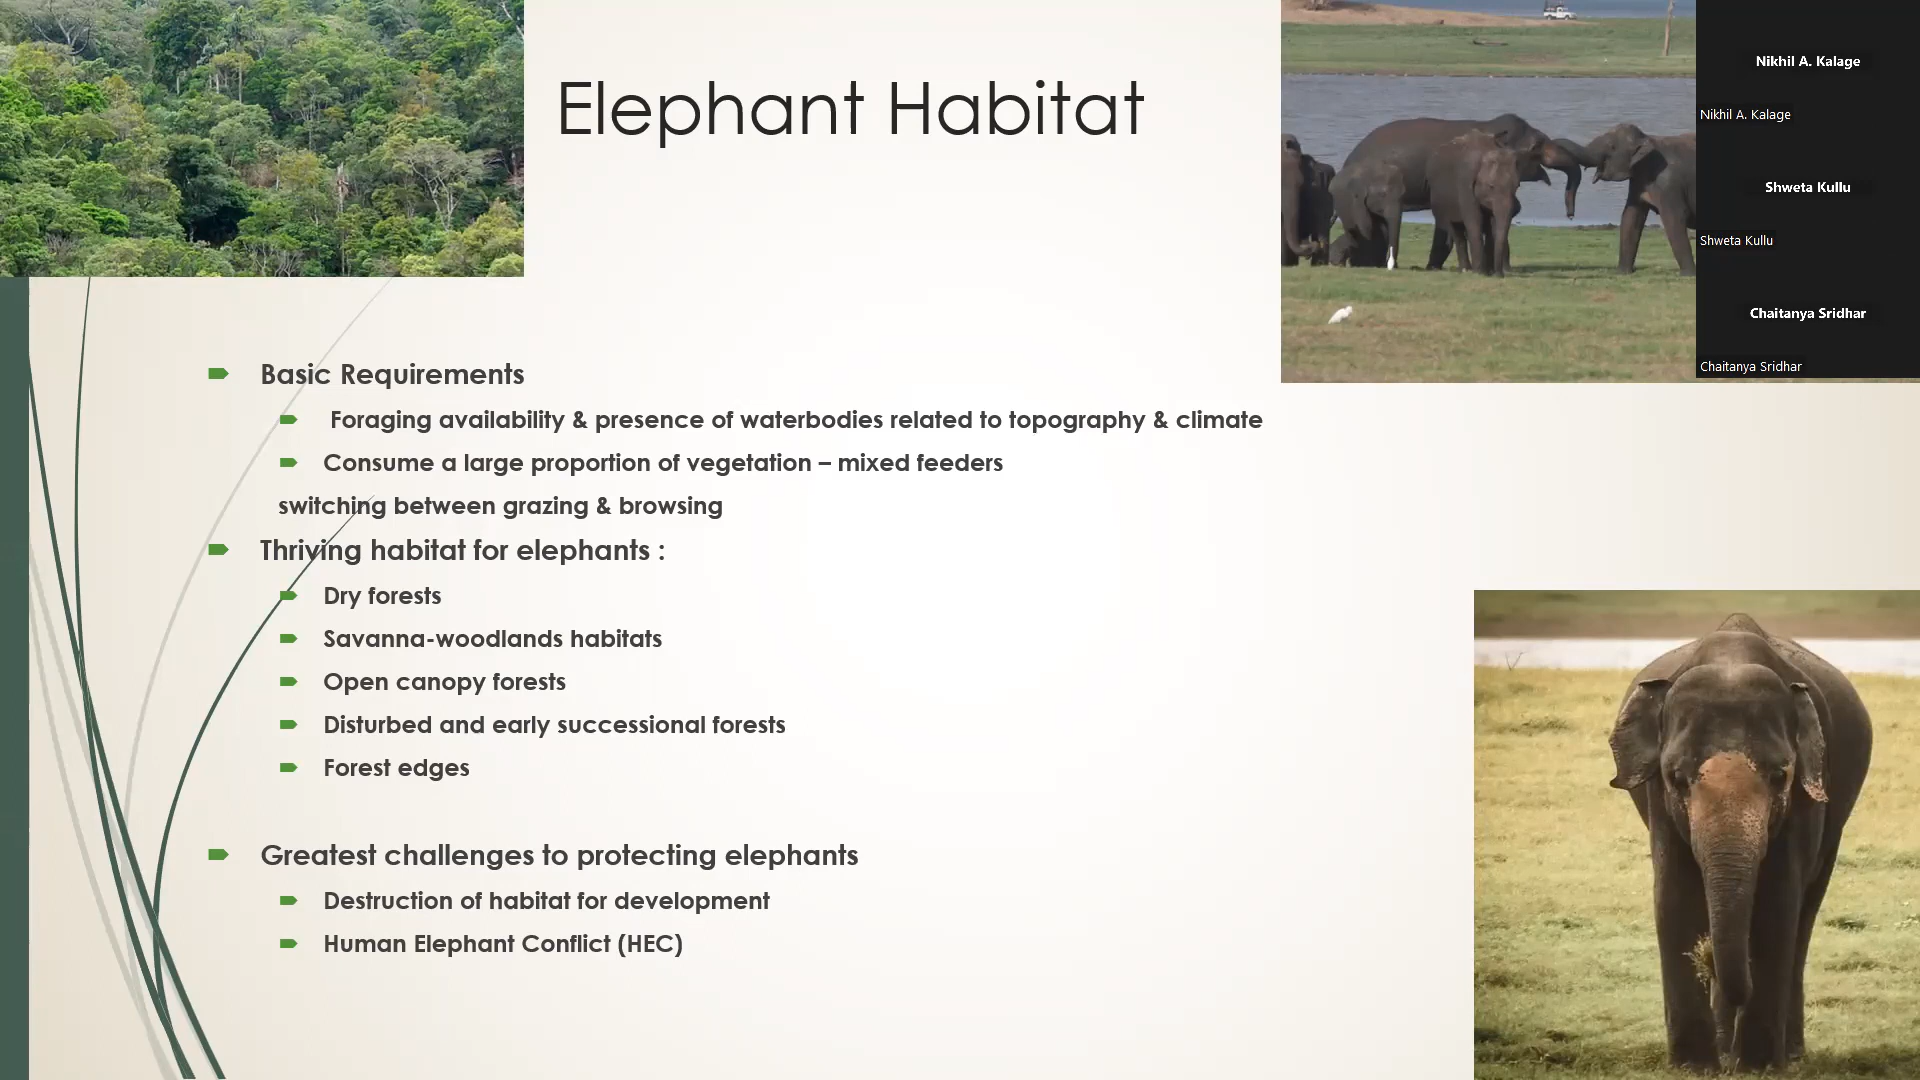 Elephant Habitat
Nikhil A. Kalage
Nikhil A. Kalage
Shweta Kullu
Shweta Kullu
Chaitanya Sridhar
Chaitanya Sridhar
Basic Requirements
Foraging availability & presence of waterbodies related to topography & climate
Consume a large proportion of vegetation – mixed feeders
switching between grazing & browsing
Thriving habitat for elephants :
Dry forests
Savanna-woodlands habitats
Open canopy forests
Disturbed and early successional forests
Forest edges
Greatest challenges to protecting elephants
Destruction of habitat for development
Human Elephant Conflict (HEC)